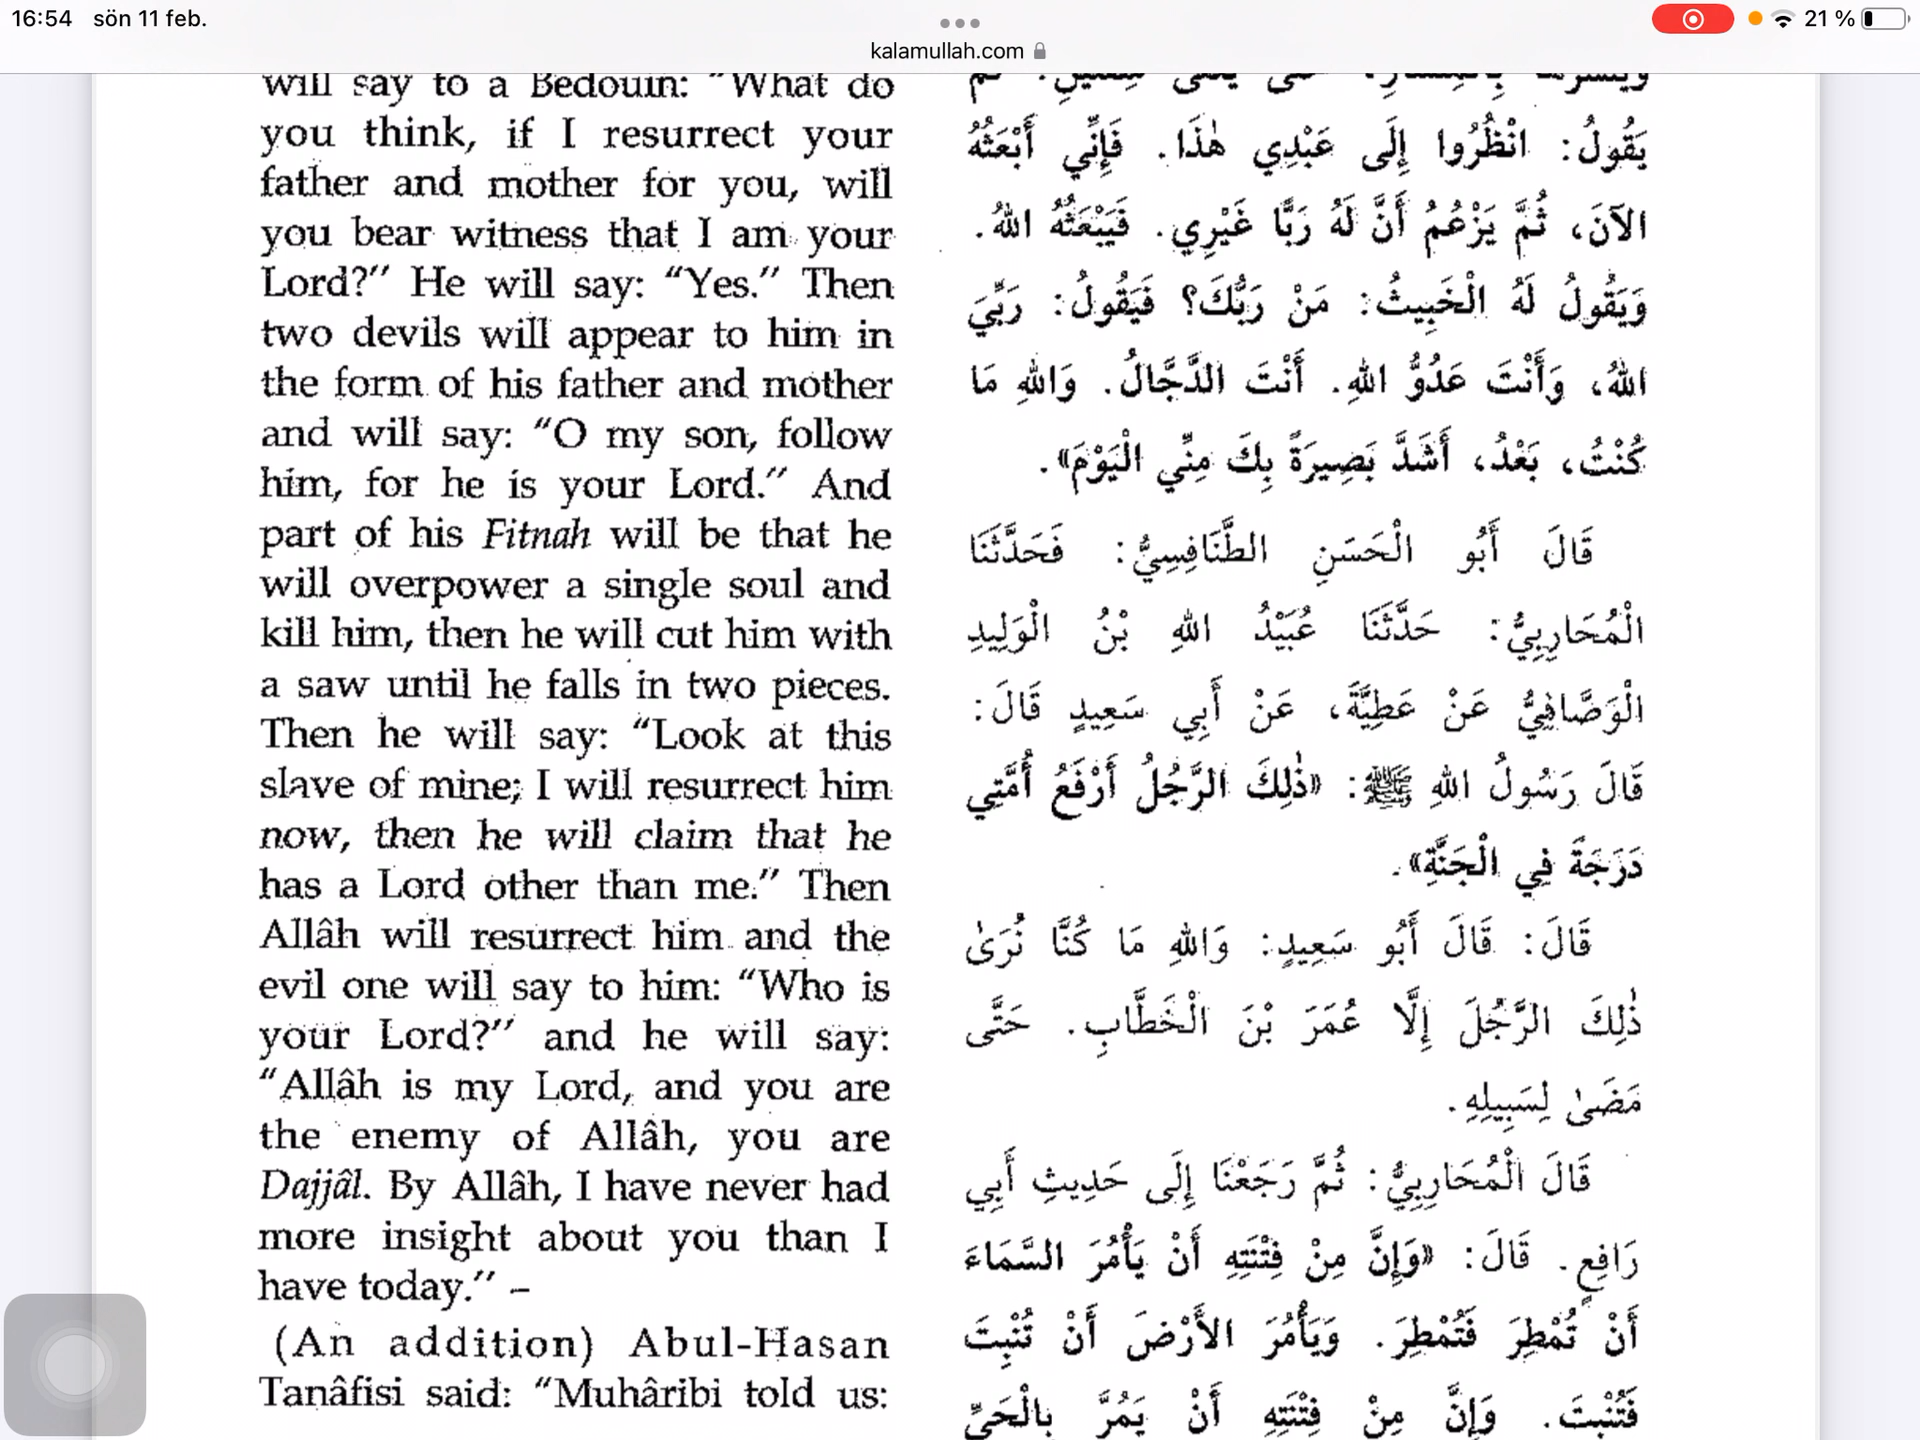 16:54 sön 11 feb.
21 %
kalamullah.com
will say to a Bedouin: "What do
you think, if I resurrect your
father and mother for you, will
you bear witness that I am your
Lord?" He will say: "Yes." Then
two devils will appear to him in
the form of his father and mother
and will say: "O my son, follow
him, for he is your Lord." And
part of his Fitnah will be that he
will overpower a single soul and
kill him, then he will cut him with
a saw until he falls in two pieces.
Then he will say: "Look at this
slave of mine; I will resurrect him
now, then he will claim that he
has a Lord other than me." Then
Allâh will resurrect him and the
evil one will say to him: "Who is
your Lord?" and he will say:
"Allâh is my Lord, and you are
the enemy of Allâh, you are
Dajjâl. By Allâh, I have never had
more insight about you than I
have today." –
(An addition) Abul-Hasan
Tanâfisi said: "Muhâribi told us:
يَقُولُ: انْظُرُوا إِلَى عَبْدِي هٰذَا. فَإِنِّي أَبْعَثُهُ
الآنَ، ثُمَّ يَزْعُمُ أَنَّ لَهُ رَبًّا غَيْرِي. فَيَبْعَثُهُ اللهُ.
وَيَقُولُ لَهُ الْخَبِيثُ: مَنْ رَبُّكَ؟ فَيَقُولُ: رَبِّيَ
اللهُ، وَأَنْتَ عَدُوُّ اللهِ. أَنْتَ الدَّجَّالُ. وَاللهِ مَا
كُنْتُ، بَعْدُ، أَشَدَّ بَصِيرَةً بِكَ مِنِّي الْيَوْمَ».
قَالَ أَبُو الْحَسَنِ الطَّنَافِسِيُّ: فَحَدَّثَنَا
الْمُحَارِبِيُّ: حَدَّثَنَا عُبَيْدُ اللهِ بْنُ الْوَلِيدِ
الْوَصَّافِيُّ عَنْ عَطِيَّةَ، عَنْ أَبِي سَعِيدٍ قَالَ:
قَالَ رَسُولُ اللهِ ﷺ: «ذٰلِكَ الرَّجُلُ أَرْفَعُ أُمَّتِي
دَرَجَةً فِي الْجَنَّةِ».
قَالَ: قَالَ أَبُو سَعِيدٍ: وَاللهِ مَا كُنَّا نُرَىٰ
ذٰلِكَ الرَّجُلَ إِلَّا عُمَرَ بْنَ الْخَطَّابِ. حَتَّى
مَضَىٰ لِسَبِيلِهِ.
قَالَ الْمُحَارِبِيُّ: ثُمَّ رَجَعْنَا إِلَى حَدِيثِ أَبِي
رَافِعٍ. قَالَ: «وَإِنَّ مِنْ فِتْنَتِهِ أَنْ يَأْمُرَ السَّمَاءَ
أَنْ تُمْطِرَ فَتُمْطِرَ. وَيَأْمُرَ الأَرْضَ أَنْ تُنْبِتَ
فَتُنْبِتَ. وَإِنَّ مِنْ فِتْنَتِهِ أَنْ يَمُرَّ بِالْحَيِّ